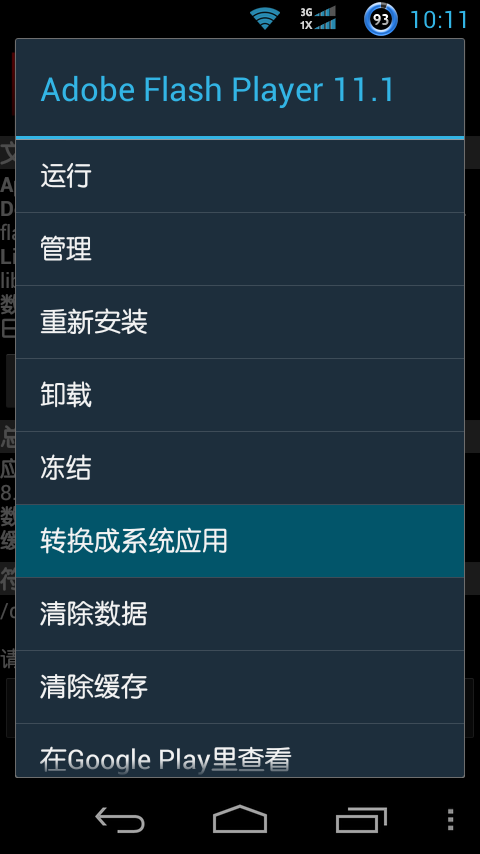 3G
1X
93
10:11
Adobe Flash Player 11.1
运行
管理
重新安装
卸载
冻结
转换成系统应用
清除数据
清除缓存
在Google Play里查看